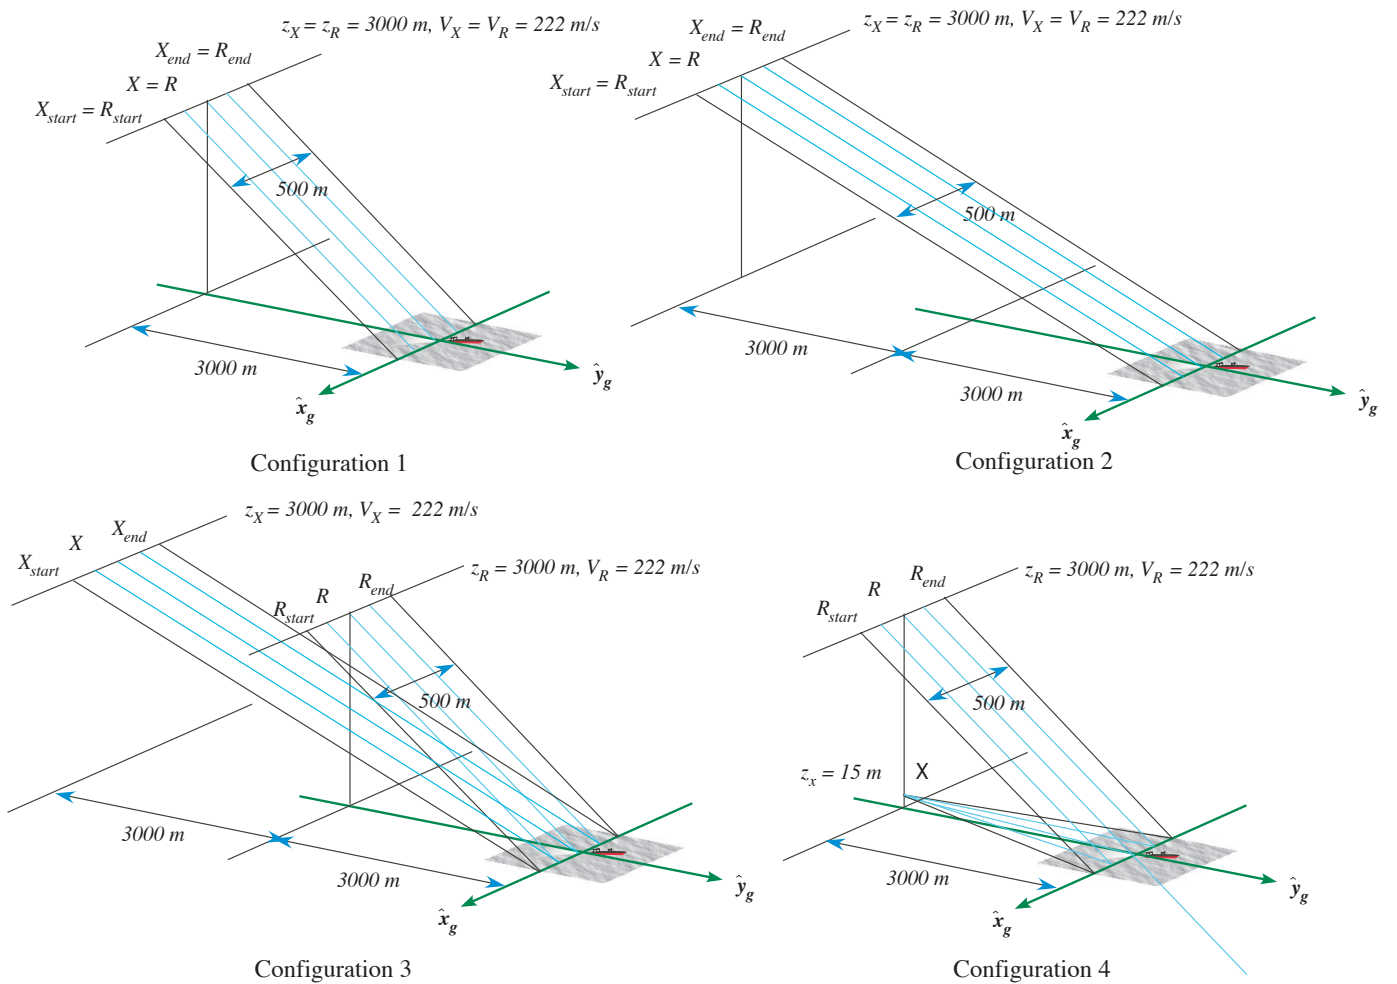 z_X = z_R = 3000 m, V_X = V_R = 222 m/s
X_end = R_end
X = R
X_start = R_start
500 m
3000 m
x̂_g
ŷ_g
Configuration 1
z_X = z_R = 3000 m, V_X = V_R = 222 m/s
X_end = R_end
X = R
X_start = R_start
500 m
3000 m
3000 m
x̂_g
ŷ_g
Configuration 2
z_X = 3000 m, V_X = 222 m/s
X_end
X
X_start
z_R = 3000 m, V_R = 222 m/s
R_end
R
R_start
500 m
3000 m
3000 m
x̂_g
ŷ_g
Configuration 3
z_R = 3000 m, V_R = 222 m/s
R_end
R
R_start
500 m
z_x = 15 m
X
3000 m
x̂_g
ŷ_g
Configuration 4